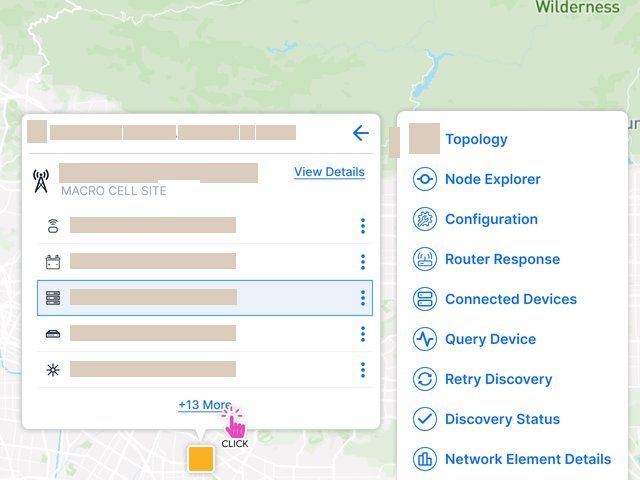 Wilderness
View Details
MACRO CELL SITE
+13 More
CLICK
Topology
Node Explorer
Configuration
Router Response
Connected Devices
Query Device
Retry Discovery
Discovery Status
Network Element Details